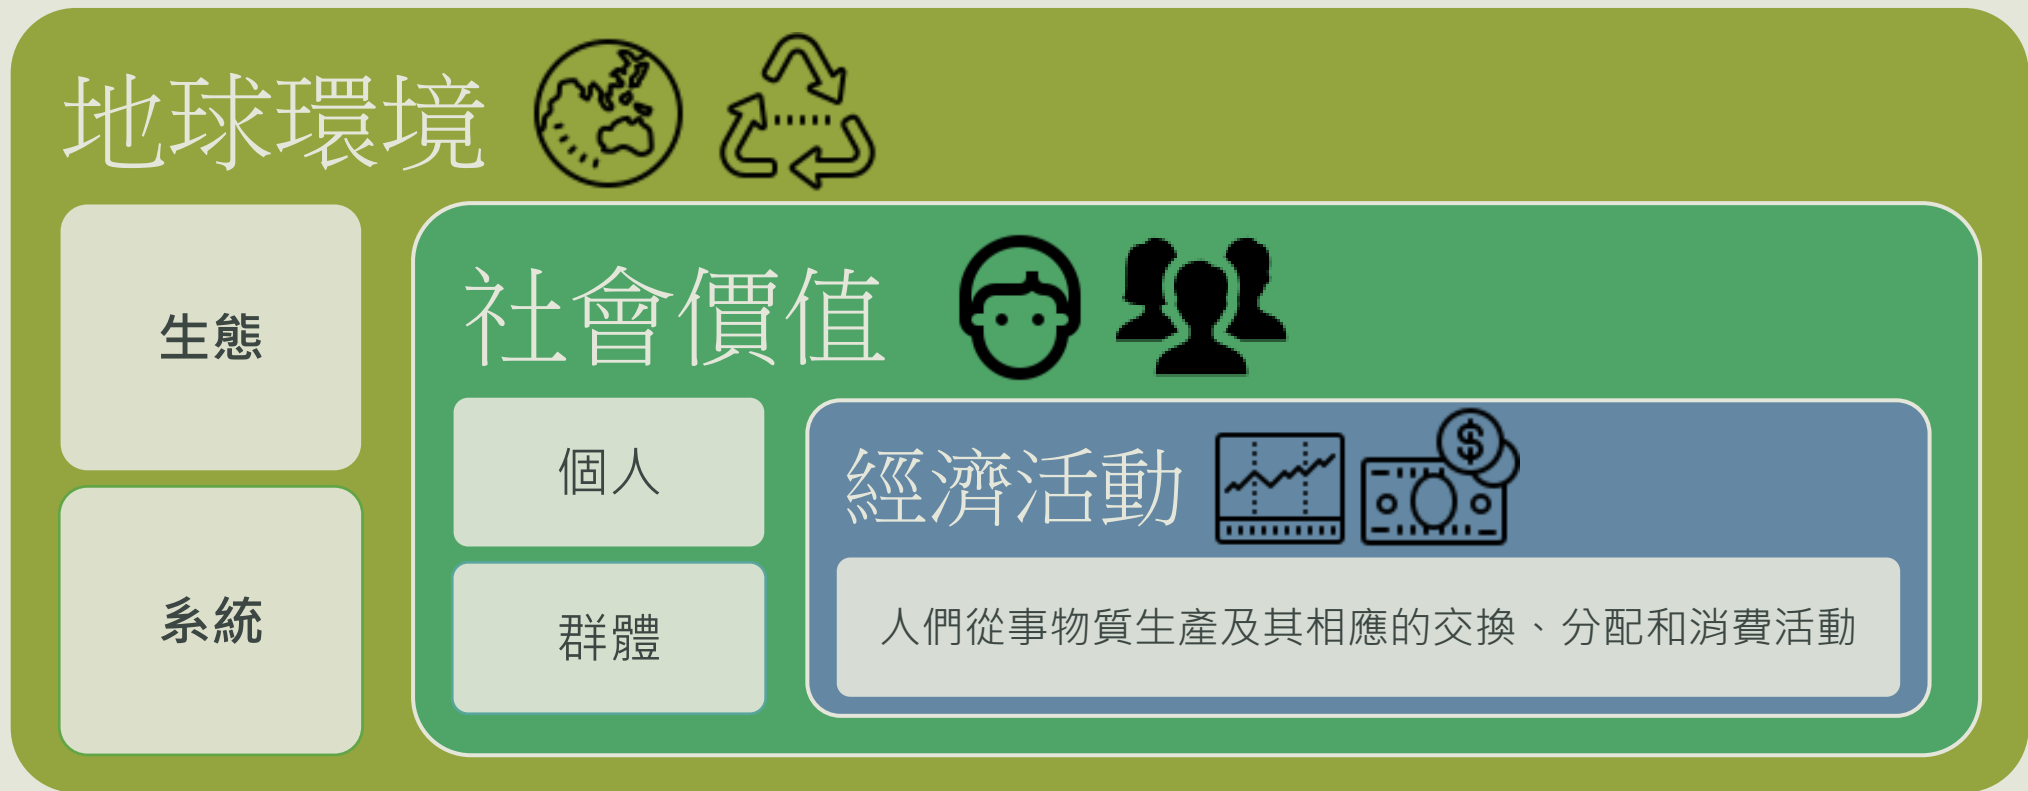 地球環境
生態
系統
社會價值
個人
群體
經濟活動
$
人們從事物質生產及其相應的交換、分配和消費活動